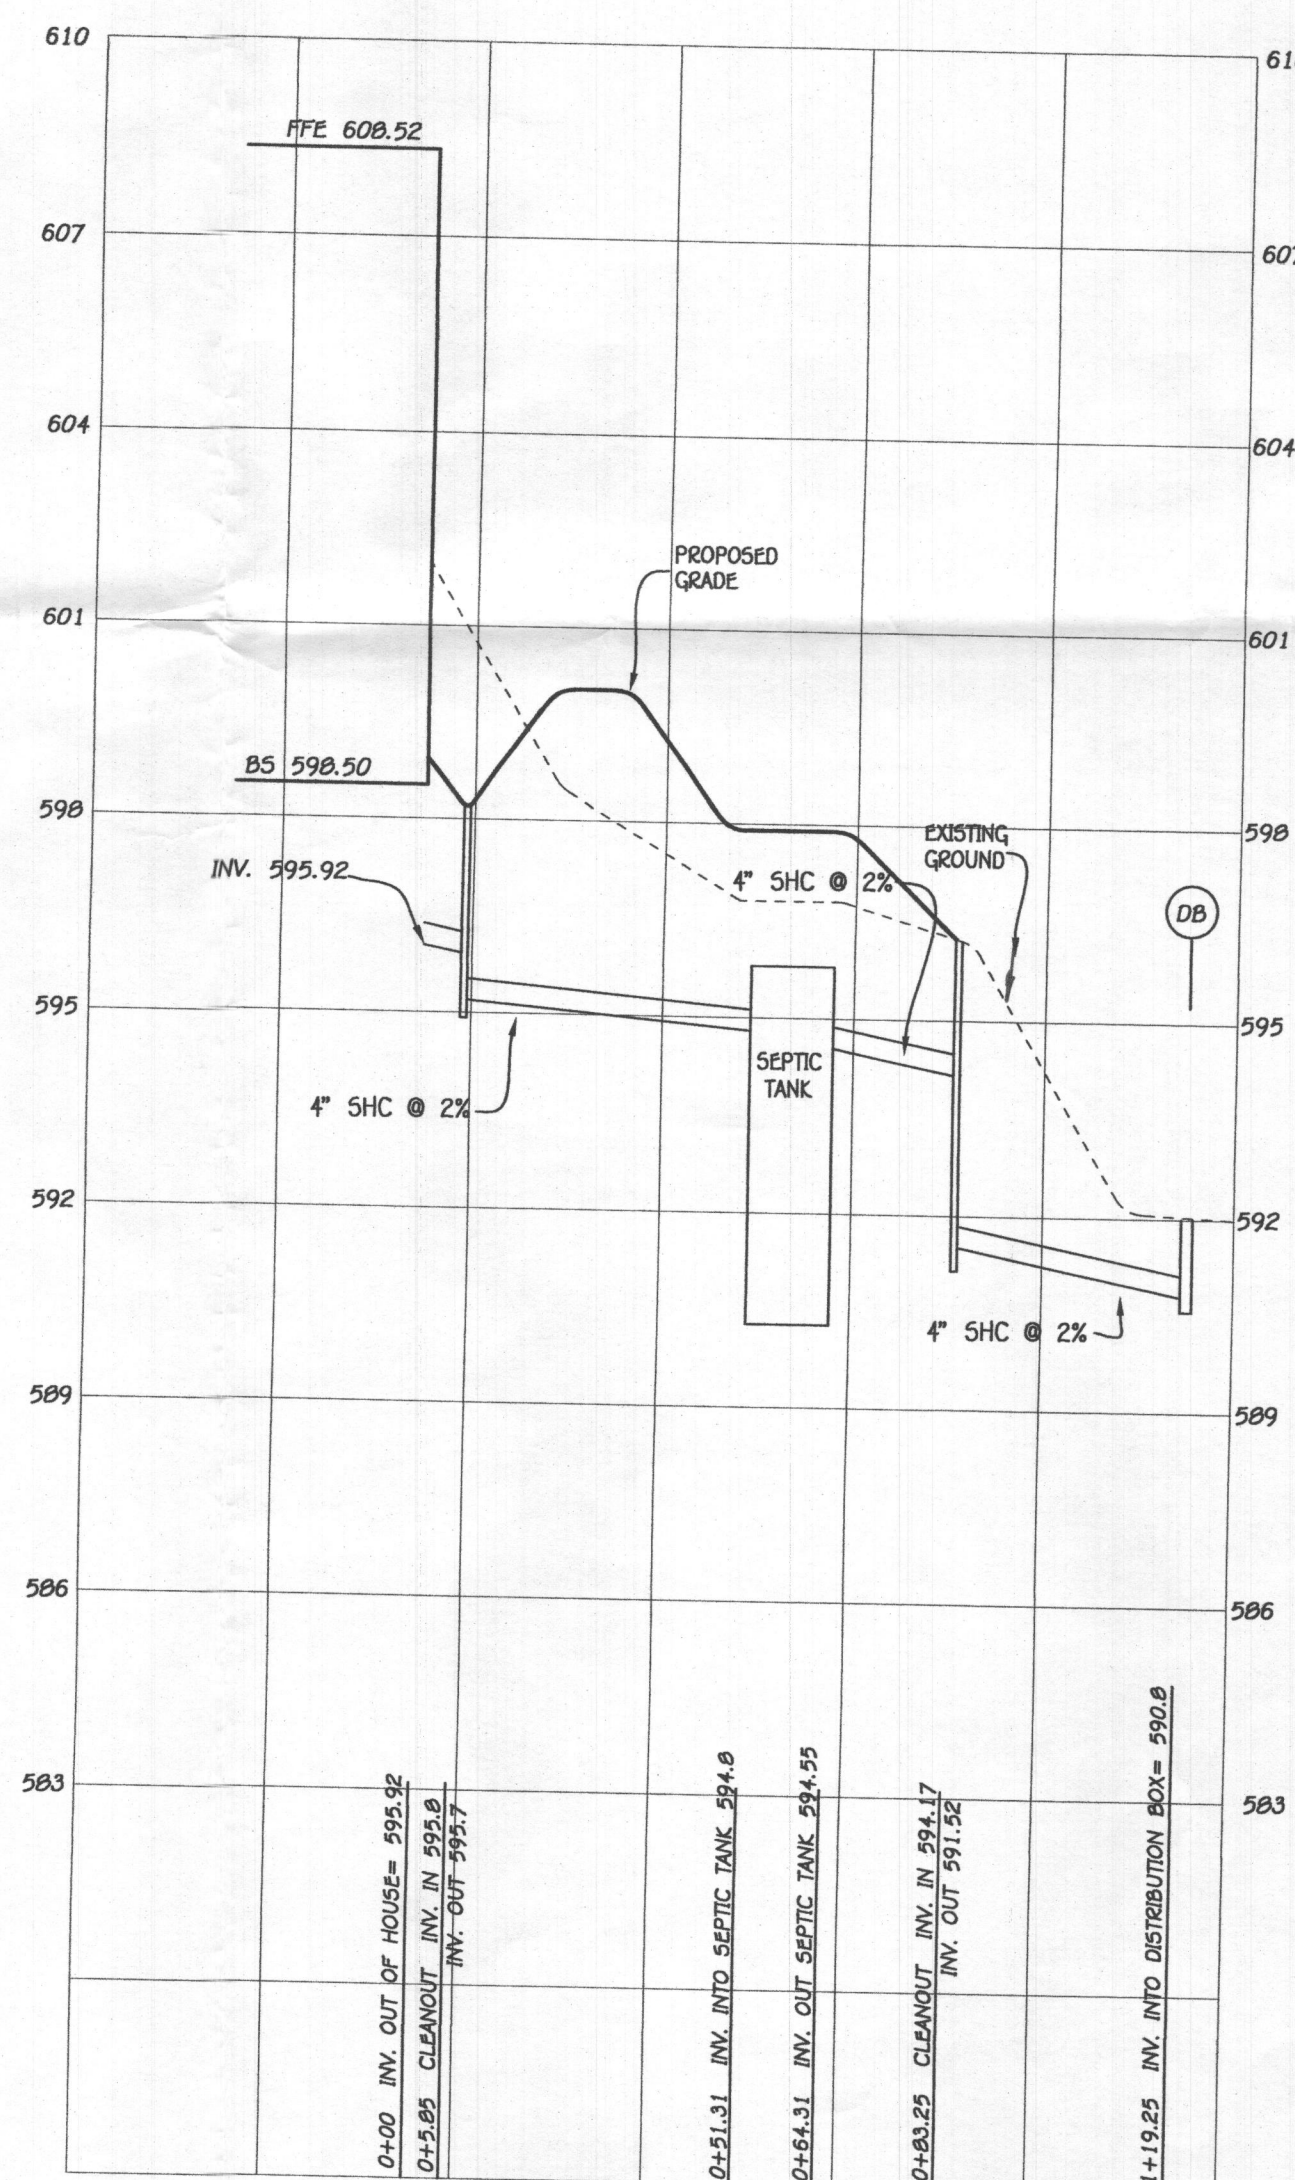 610
61
FFE 608.52
607
607
604
604
PROPOSED
GRADE
601
601
BS 598.50
598
598
EXISTING
GROUND
INV. 595.92
4" SHC @ 2%
DB
595
595
SEPTIC
TANK
4" SHC @ 2%
592
592
4" SHC @ 2%
589
589
586
586
583
583
0+00 INV. OUT OF HOUSE= 595.92
0+5.85 CLEANOUT INV. IN 595.8
INV. OUT 595.7
0+51.31 INV. INTO SEPTIC TANK 594.8
0+64.31 INV. OUT SEPTIC TANK 594.55
0+83.25 CLEANOUT INV. IN 594.17
INV. OUT 591.52
1+19.25 INV. INTO DISTRIBUTION BOX= 590.8